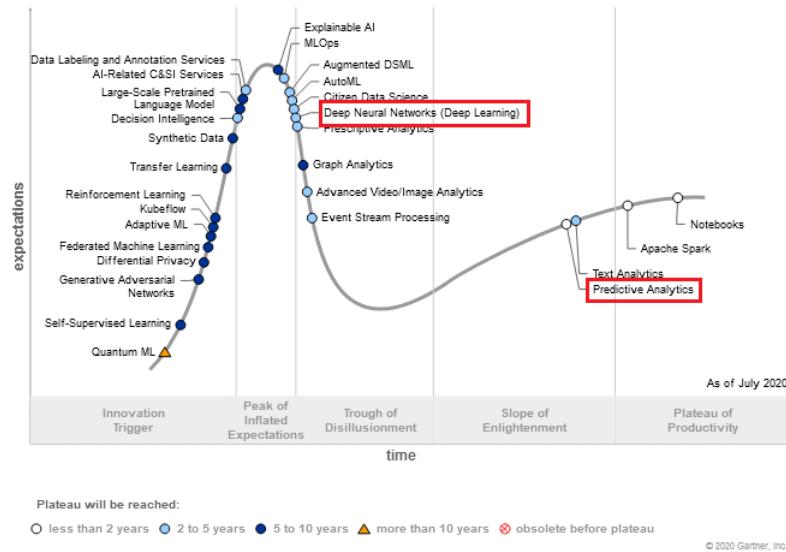 Explainable AI
MLOps
Data Labeling and Annotation Services
AI-Related C&SI Services
Augmented DSML
AutoML
Large-Scale Pretrained
Language Model
Citizen Data Science
Decision Intelligence
Deep Neural Networks (Deep Learning)
Prescriptive Analytics
Synthetic Data
Transfer Learning
Graph Analytics
Reinforcement Learning
Advanced Video/Image Analytics
Kubeflow
Event Stream Processing
Adaptive ML
Notebooks
Federated Machine Learning
Apache Spark
Differential Privacy
Text Analytics
Generative Adversarial
Networks
Predictive Analytics
Self-Supervised Learning
Quantum ML
expectations
As of July 2020
Innovation
Trigger
Peak of
Inflated
Expectations
Trough of
Disillusionment
Slope of
Enlightenment
Plateau of
Productivity
time
Plateau will be reached:
less than 2 years
2 to 5 years
5 to 10 years
more than 10 years
obsolete before plateau
© 2020 Gartner, Inc